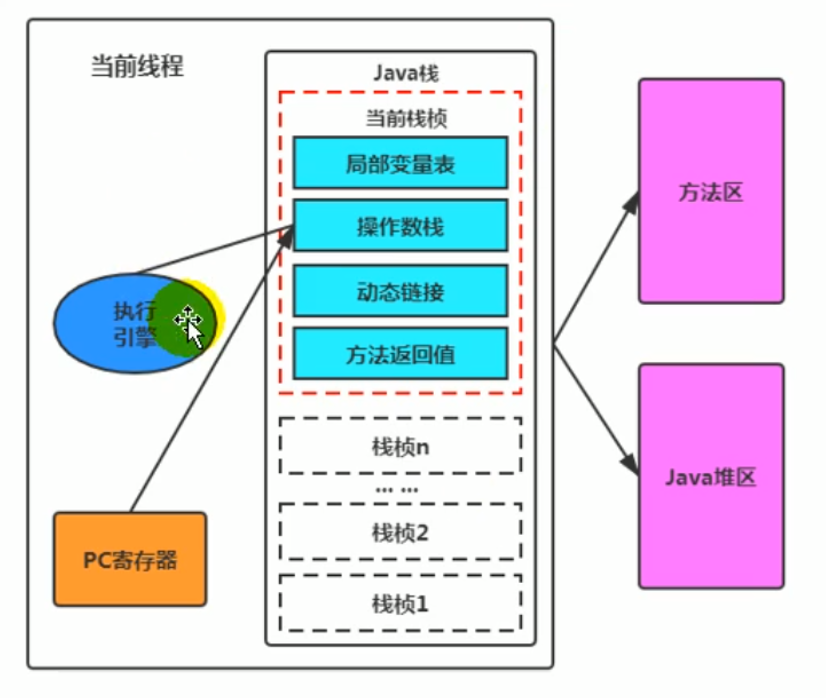 当前线程
Java栈
当前栈桢
局部变量表
操作数栈
动态链接
方法返回值
执行
引擎
栈桢n
... ...
栈桢2
栈桢1
PC寄存器
方法区
Java堆区